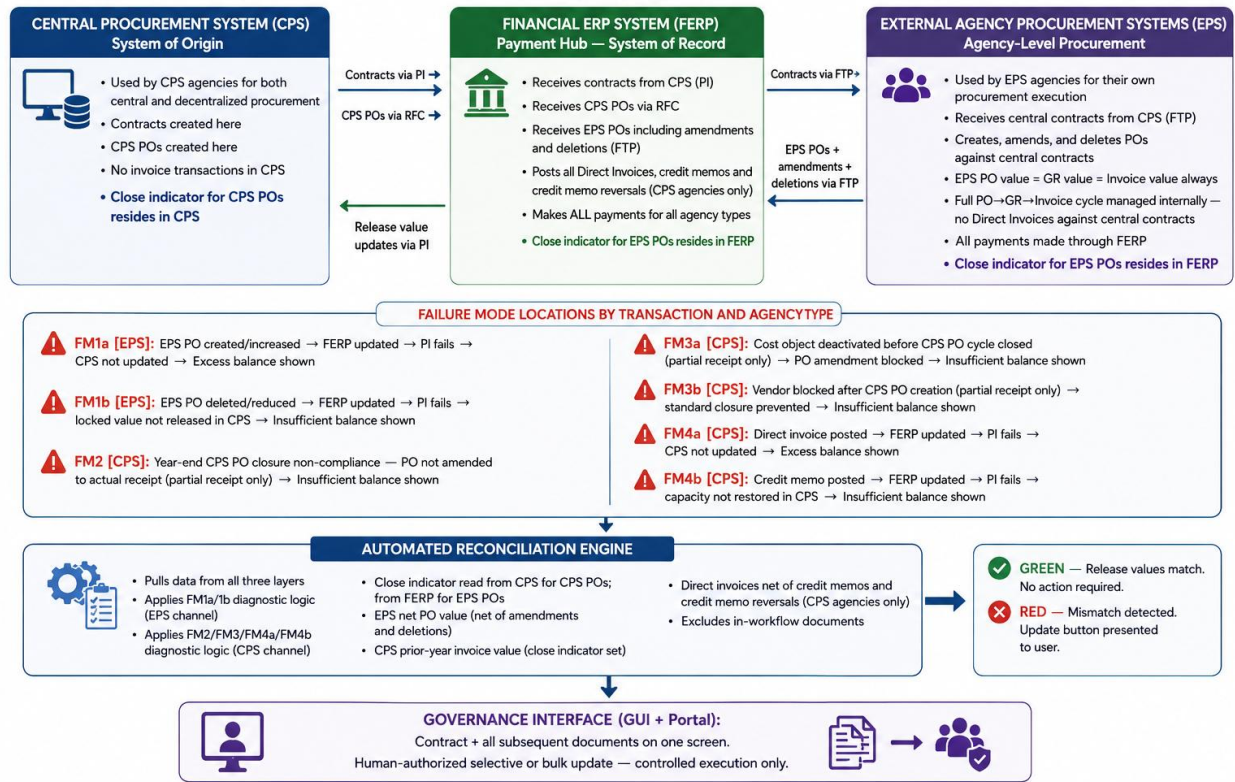 CENTRAL PROCUREMENT SYSTEM (CPS)
System of Origin
• Used by CPS agencies for both
central and decentralized procurement
• Contracts created here
• CPS POs created here
• No invoice transactions in CPS
• Close indicator for CPS POs
resides in CPS
Contracts via PI →
CPS POs via RFC →
Release value
updates via PI
FINANCIAL ERP SYSTEM (FERP)
Payment Hub — System of Record
• Receives contracts from CPS (PI)
• Receives CPS POs via RFC
• Receives EPS POs including amendments
and deletions (FTP)
• Posts all Direct Invoices, credit memos and
credit memo reversals (CPS agencies only)
• Makes ALL payments for all agency types
• Close indicator for EPS POs resides in FERP
Contracts via FTP→
EPS POs +
amendments +
deletions via FTP
EXTERNAL AGENCY PROCUREMENT SYSTEMS (EPS)
Agency-Level Procurement
• Used by EPS agencies for their own
procurement execution
• Receives central contracts from CPS (FTP)
• Creates, amends, and deletes POs
against central contracts
• EPS PO value = GR value = Invoice value always
• Full PO→GR→Invoice cycle managed internally —
no Direct Invoices against central contracts
• All payments made through FERP
• Close indicator for EPS POs resides in FERP
FAILURE MODE LOCATIONS BY TRANSACTION AND AGENCYTYPE
FM1a [EPS]: EPS PO created/increased → FERP updated → PI fails →
CPS not updated → Excess balance shown
FM1b [EPS]: EPS PO deleted/reduced → FERP updated → PI fails →
locked value not released in CPS → Insufficient balance shown
FM2 [CPS]: Year-end CPS PO closure non-compliance — PO not amended
to actual receipt (partial receipt only) → Insufficient balance shown
FM3a [CPS]: Cost object deactivated before CPS PO cycle closed
(partial receipt only) → PO amendment blocked → Insufficient balance shown
FM3b [CPS]: Vendor blocked after CPS PO creation (partial receipt only) →
standard closure prevented → Insufficient balance shown
FM4a [CPS]: Direct invoice posted → FERP updated → PI fails →
CPS not updated → Excess balance shown
FM4b [CPS]: Credit memo posted → FERP updated → PI fails →
capacity not restored in CPS → Insufficient balance shown
AUTOMATED RECONCILIATION ENGINE
• Pulls data from all three layers
• Applies FM1a/1b diagnostic logic
(EPS channel)
• Applies FM2/FM3/FM4a/FM4b
diagnostic logic (CPS channel)
• Close indicator read from CPS for CPS POs;
from FERP for EPS POs
• EPS net PO value (net of amendments
and deletions)
• CPS prior-year invoice value (close indicator set)
• Direct invoices net of credit memos and
credit memo reversals (CPS agencies only)
• Excludes in-workflow documents
GREEN — Release values match.
No action required.
RED — Mismatch detected.
Update button presented
to user.
GOVERNANCE INTERFACE (GUI + Portal):
Contract + all subsequent documents on one screen.
Human-authorized selective or bulk update — controlled execution only.